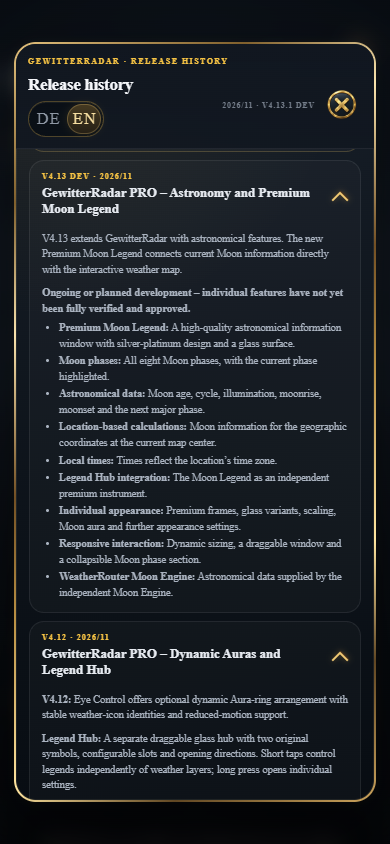 GEWITTERRADAR · RELEASE HISTORY
Release history
DE EN
2026/11 · V4.13.1 DEV
V4.13 DEV · 2026/11
GewitterRadar PRO – Astronomy and Premium
Moon Legend
V4.13 extends GewitterRadar with astronomical features. The new
Premium Moon Legend connects current Moon information directly
with the interactive weather map.
Ongoing or planned development – individual features have not yet
been fully verified and approved.
• Premium Moon Legend: A high-quality astronomical information
window with silver-platinum design and a glass surface.
• Moon phases: All eight Moon phases, with the current phase
highlighted.
• Astronomical data: Moon age, cycle, illumination, moonrise,
moonset and the next major phase.
• Location-based calculations: Moon information for the geographic
coordinates at the current map center.
• Local times: Times reflect the location's time zone.
• Legend Hub integration: The Moon Legend as an independent
premium instrument.
• Individual appearance: Premium frames, glass variants, scaling,
Moon aura and further appearance settings.
• Responsive interaction: Dynamic sizing, a draggable window and
a collapsible Moon phase section.
• WeatherRouter Moon Engine: Astronomical data supplied by the
independent Moon Engine.
V4.12 · 2026/11
GewitterRadar PRO – Dynamic Auras and
Legend Hub
V4.12: Eye Control offers optional dynamic Aura-ring arrangement with
stable weather-icon identities and reduced-motion support.
Legend Hub: A separate draggable glass hub with two original
symbols, configurable slots and opening directions. Short taps control
legends independently of weather layers; long press opens individual
settings.